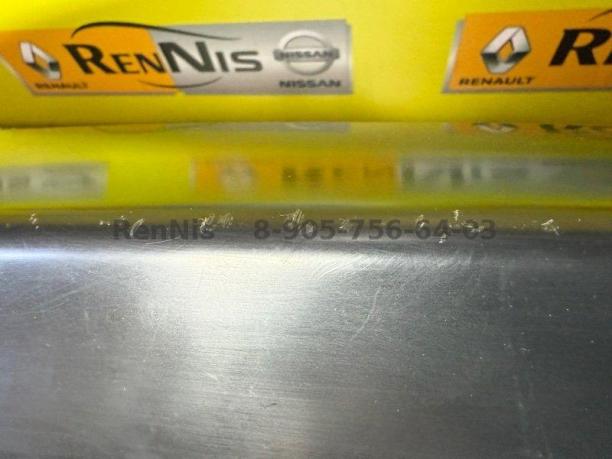 RENNIS
RENAULT
NISSAN
NISSAN
R
RENAULT
RenNis 8-905-756-64-03